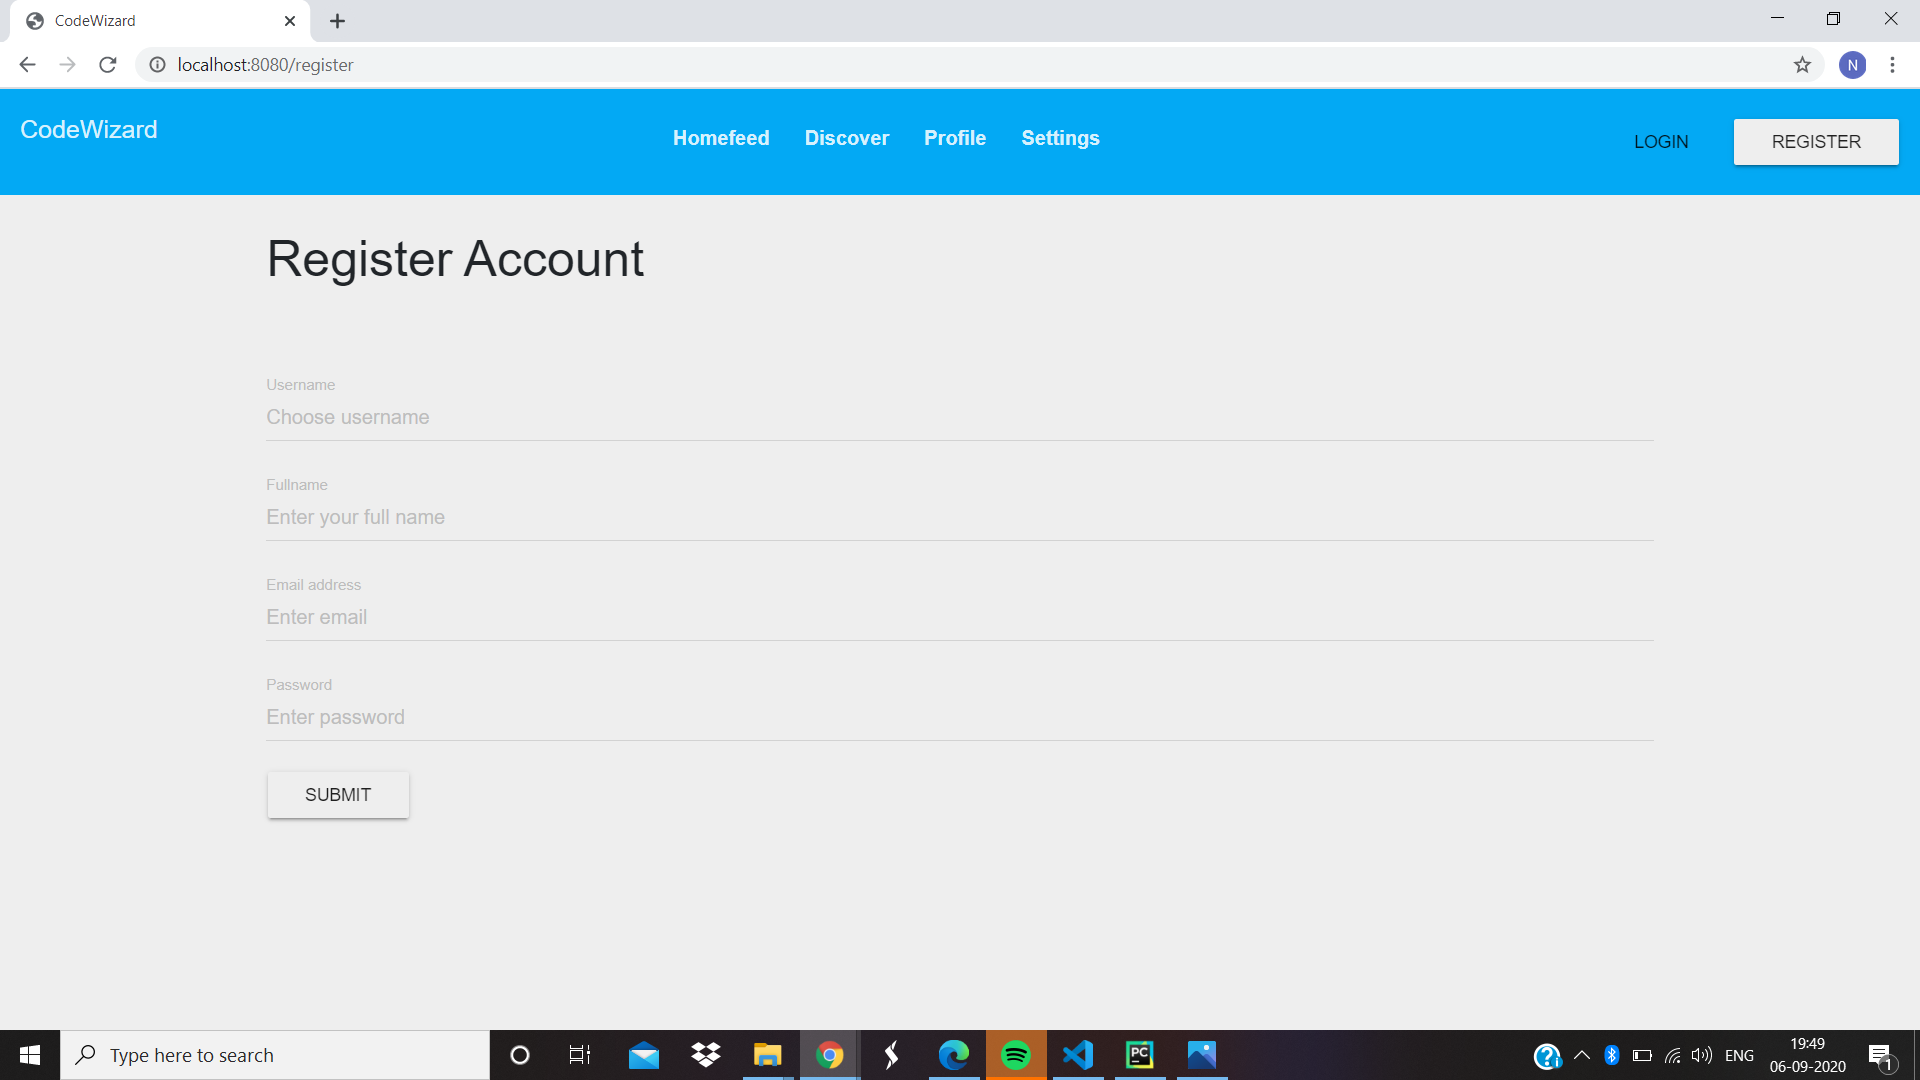 CodeWizard
localhost:8080/register
N
CodeWizard
Homefeed Discover Profile Settings
LOGIN REGISTER
Register Account
Username
Choose username
Fullname
Enter your full name
Email address
Enter email
Password
Enter password
SUBMIT
Type here to search
PC
ENG
19:49
06-09-2020
1